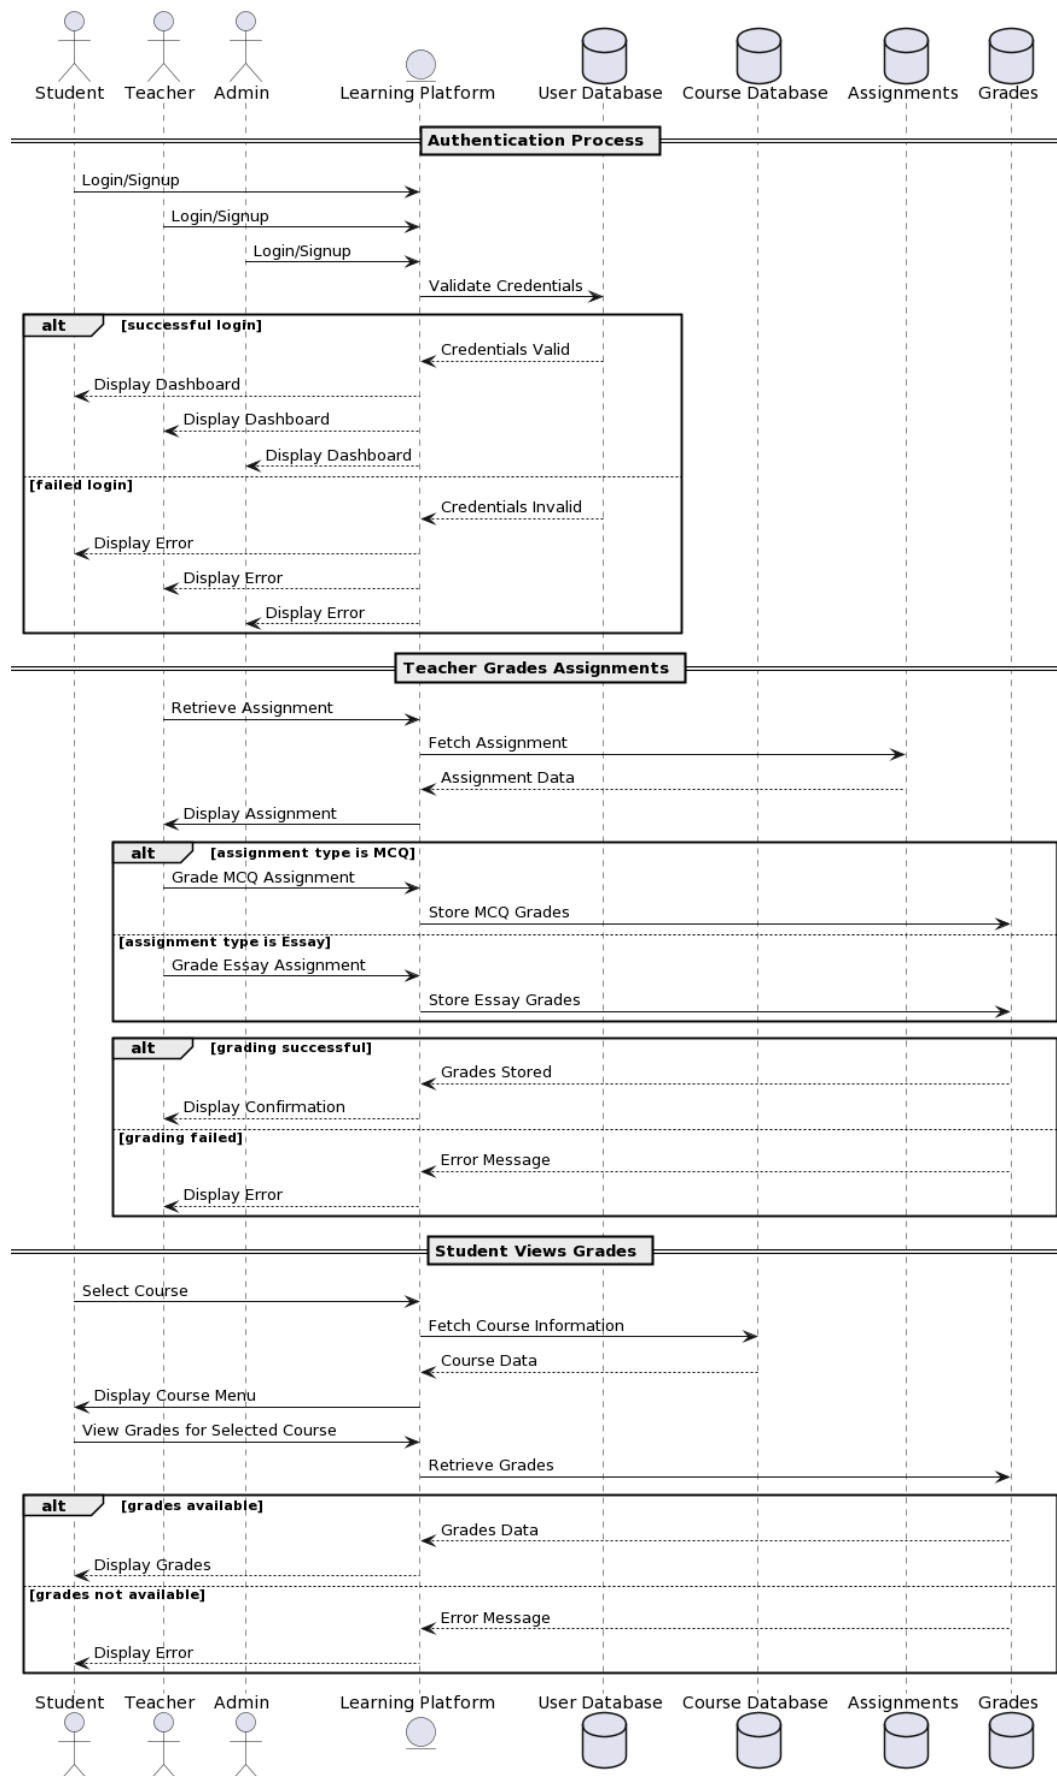 Student Teacher Admin Learning Platform User Database Course Database Assignments Grades
Authentication Process
Login/Signup
Login/Signup
Login/Signup
Validate Credentials
alt [successful login]
Credentials Valid
Display Dashboard
Display Dashboard
Display Dashboard
[failed login]
Credentials Invalid
Display Error
Display Error
Display Error
Teacher Grades Assignments
Retrieve Assignment
Fetch Assignment
Assignment Data
Display Assignment
alt [assignment type is MCQ]
Grade MCQ Assignment
Store MCQ Grades
[assignment type is Essay]
Grade Essay Assignment
Store Essay Grades
alt [grading successful]
Grades Stored
Display Confirmation
[grading failed]
Error Message
Display Error
Student Views Grades
Select Course
Fetch Course Information
Course Data
Display Course Menu
View Grades for Selected Course
Retrieve Grades
alt [grades available]
Grades Data
Display Grades
[grades not available]
Error Message
Display Error
Student Teacher Admin Learning Platform User Database Course Database Assignments Grades